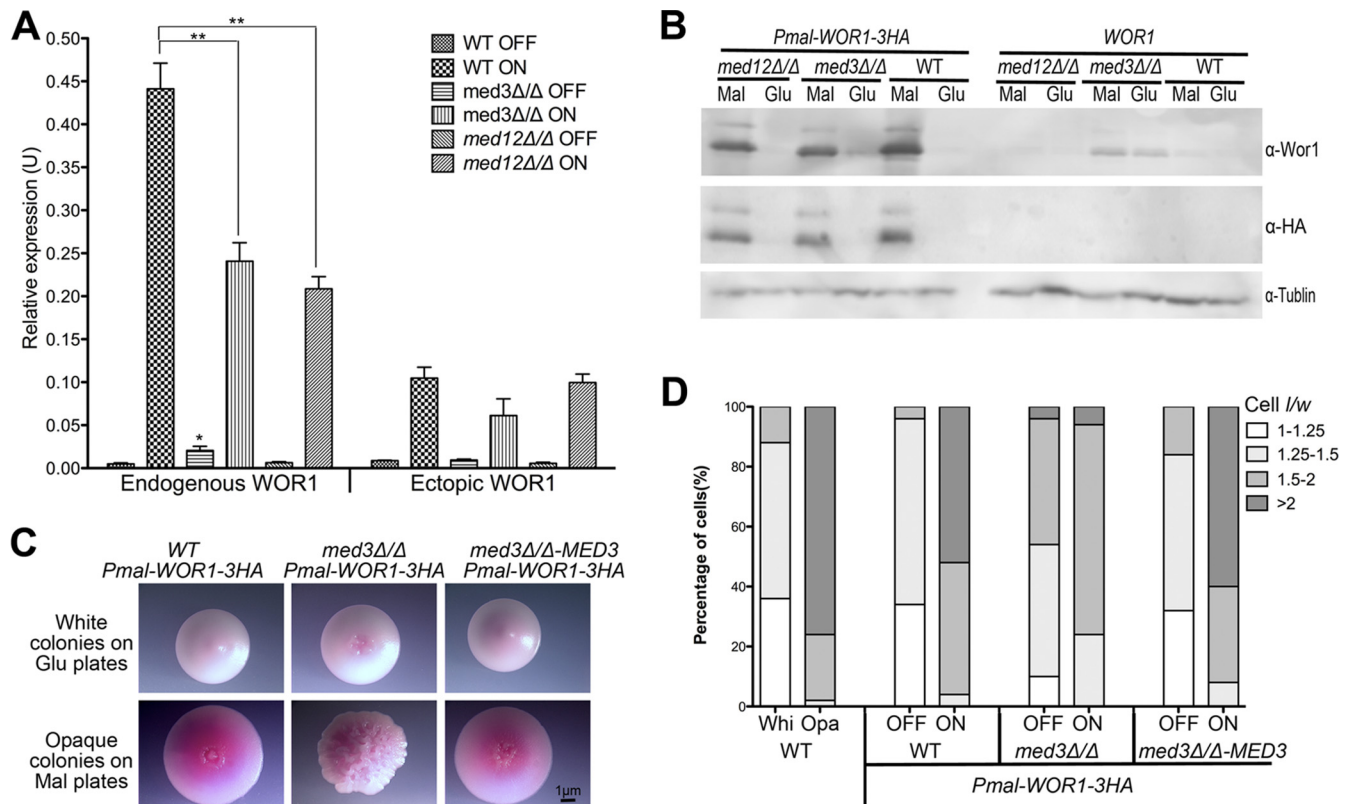 A
0.50
0.45
0.40
0.35
0.30
0.25
0.20
0.15
0.10
0.05
0.00
Relative expression (U)
**
**
*
WT OFF
WT ON
med3Δ/Δ OFF
med3Δ/Δ ON
med12Δ/Δ OFF
med12Δ/Δ ON
Endogenous WOR1
Ectopic WOR1
B
Pmal-WOR1-3HA WOR1
med12Δ/Δ med3Δ/Δ WT med12Δ/Δ med3Δ/Δ WT
Mal Glu Mal Glu Mal Glu Mal Glu Mal Glu Mal Glu
α-Wor1
α-HA
α-Tublin
C
WT
Pmal-WOR1-3HA
med3Δ/Δ
Pmal-WOR1-3HA
med3Δ/Δ-MED3
Pmal-WOR1-3HA
White
colonies on
Glu plates
Opaque
colonies on
Mal plates
1μm
D
100
80
60
40
20
0
Percentage of cells(%)
Cell l/w
1-1.25
1.25-1.5
1.5-2
>2
Whi Opa OFF ON OFF ON OFF ON
WT WT med3Δ/Δ med3Δ/Δ-MED3
Pmal-WOR1-3HA